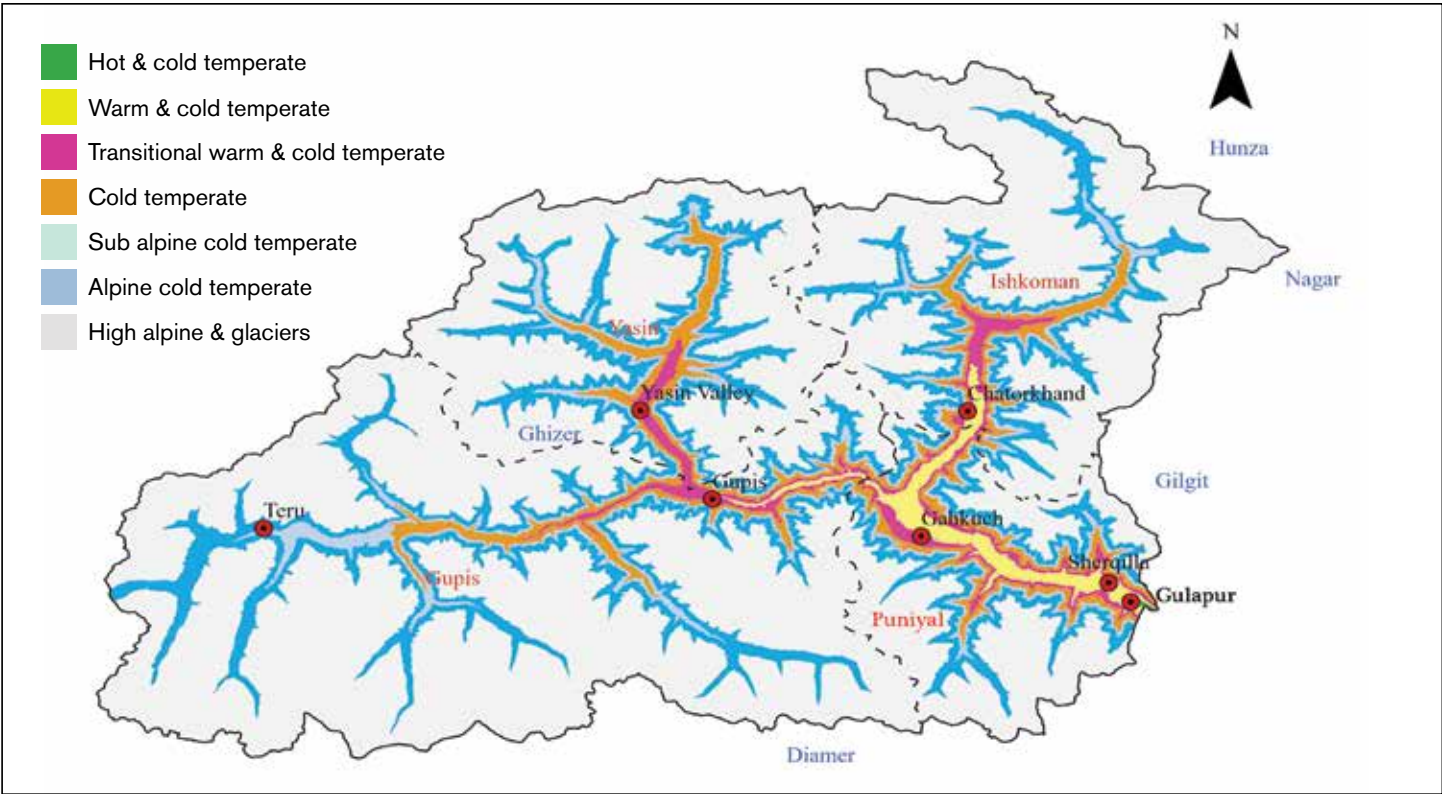 Hot & cold temperate
Warm & cold temperate
Transitional warm & cold temperate
Cold temperate
Sub alpine cold temperate
Alpine cold temperate
High alpine & glaciers
N
Hunza
Nagar
Ishkoman
Yasin
Yasin Valley
Chatorkhand
Ghizer
Gilgit
Gupis
Teru
Gahkuch
Gupis
Sherqilla
Gulapur
Puniyal
Diamer